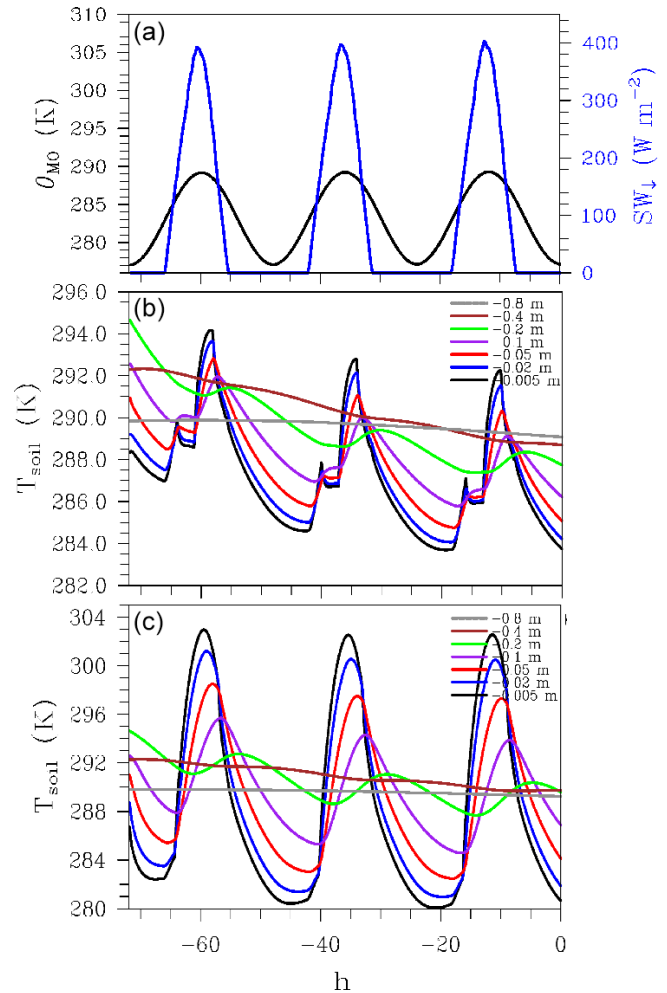 (a)
310
305
300
295
290
285
280
θMO (K)
400
300
200
100
0
SW↓ (W m−2)
(b)
296.0
294.0
292.0
290.0
288.0
286.0
284.0
282.0
Tsoil (K)
-0.8 m
-0.4 m
-0.2 m
0.1 m
-0.05 m
-0.02 m
-0.005 m
(c)
304
300
296
292
288
284
280
Tsoil (K)
-0.8 m
-0.4 m
-0.2 m
-0.1 m
-0.05 m
-0.02 m
-0.005 m
-60
-40
-20
0
h